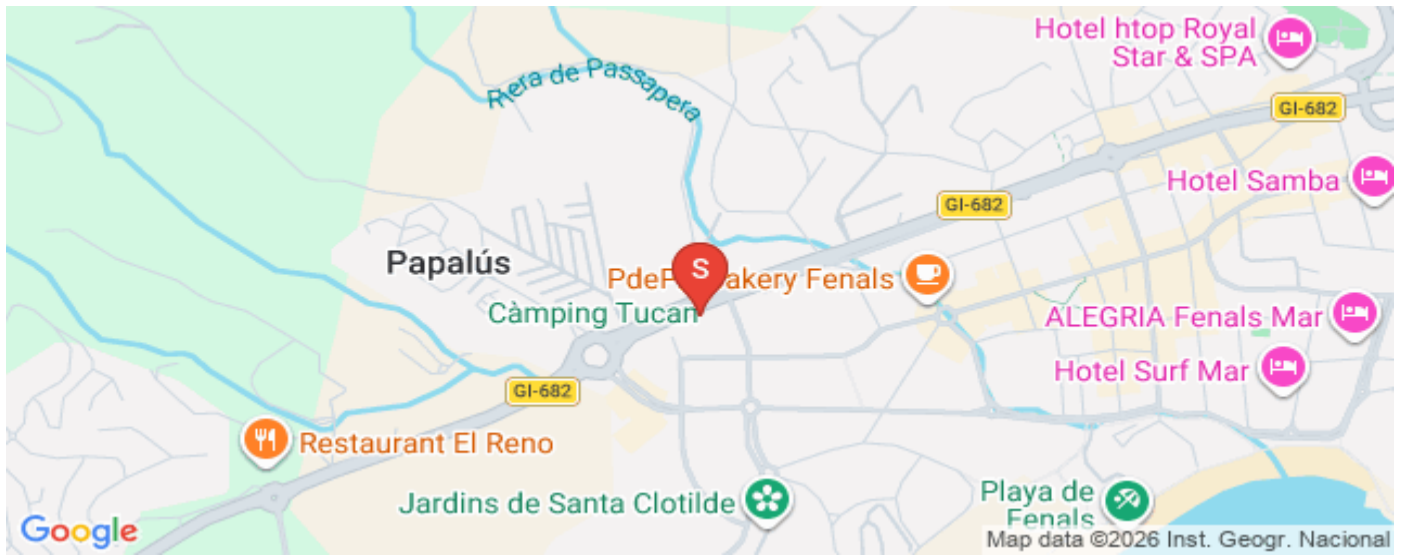 Hotel htop Royal
Star & SPA
Riera de Passapera
GI-682
Hotel Samba
GI-682
Papalús
S
PdeP
akery Fenals
Càmping Tucan
ALEGRIA Fenals Mar
Hotel Surf Mar
GI-682
Restaurant El Reno
Jardins de Santa Clotilde
Playa de
Fenals
Google
Map data ©2026 Inst. Geogr. Nacional